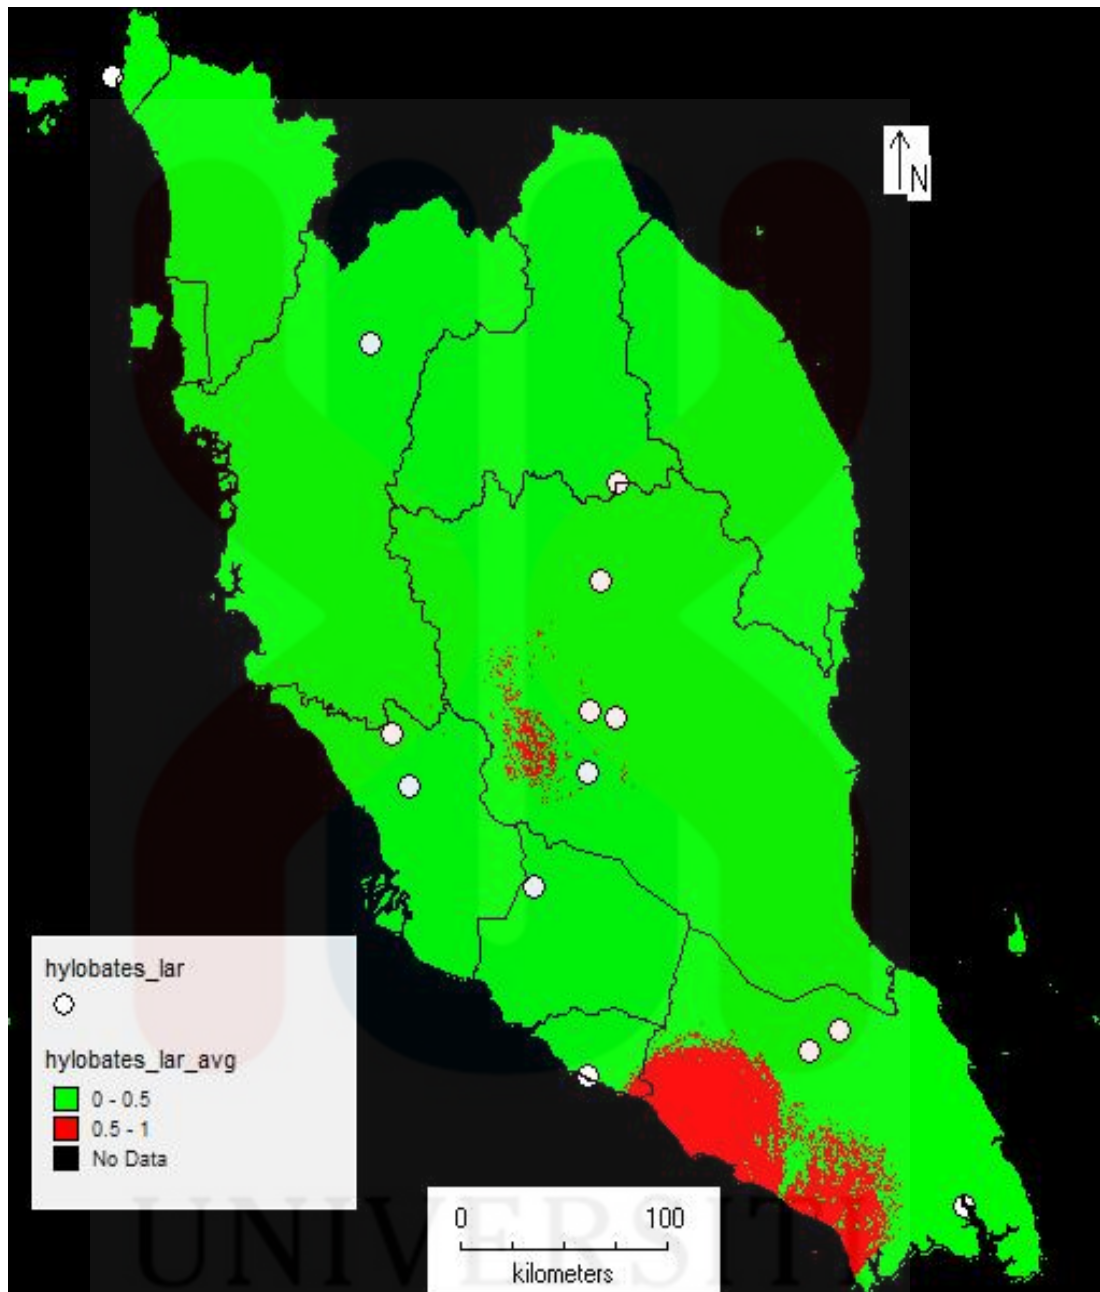 N
hylobates_lar
hylobates_lar_avg
0 - 0.5
0.5 - 1
No Data
0 100
kilometers
UNIVERSITI